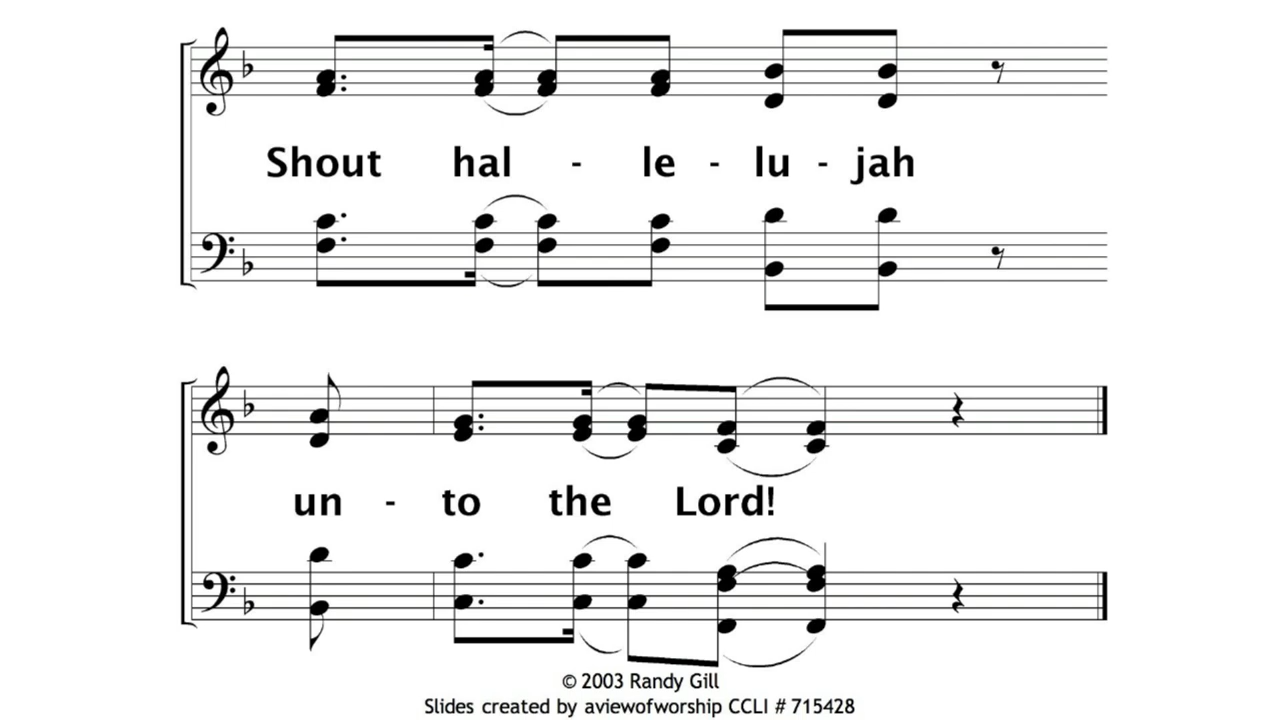 Shout hal - le - lu - jah
un - to the Lord!
© 2003 Randy Gill
Slides created by aviewofworship CCLI # 715428